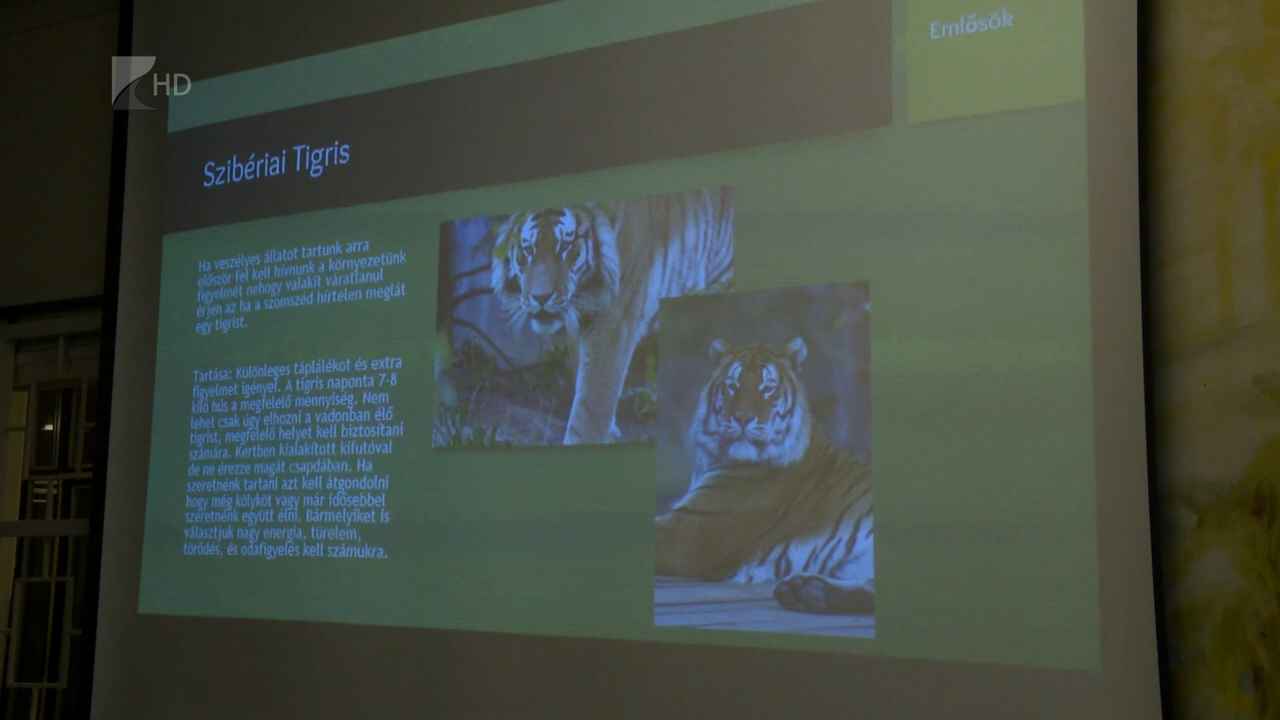 HD
Emlősök
Szibériai Tigris
Ha veszélyes állatot tartunk arra
először fel kell hívnunk a környezetünk
figyelmét nehogy valakit váratlanul
érjen az ha a szomszéd hirtelen meglát
egy tigrist.
Tartása: Különleges táplálékot és extra
figyelmet igényel. A tigris naponta 7-8
kiló hús a megfelelő mennyiség. Nem
lehet csak úgy elhozni a vadonban élő
tigrist, megfelelő helyet kell biztosítani
számára. Kertben kialakított kifutóval
de ne érezze magát csapdában. Ha
szeretnénk tartani azt kell átgondolni
hogy még kölyköt vagy már idősebbel
szeretnénk együtt élni. Bármelyiket is
választjuk nagy energia, türelem,
törődés, és odafigyelés kell számukra.